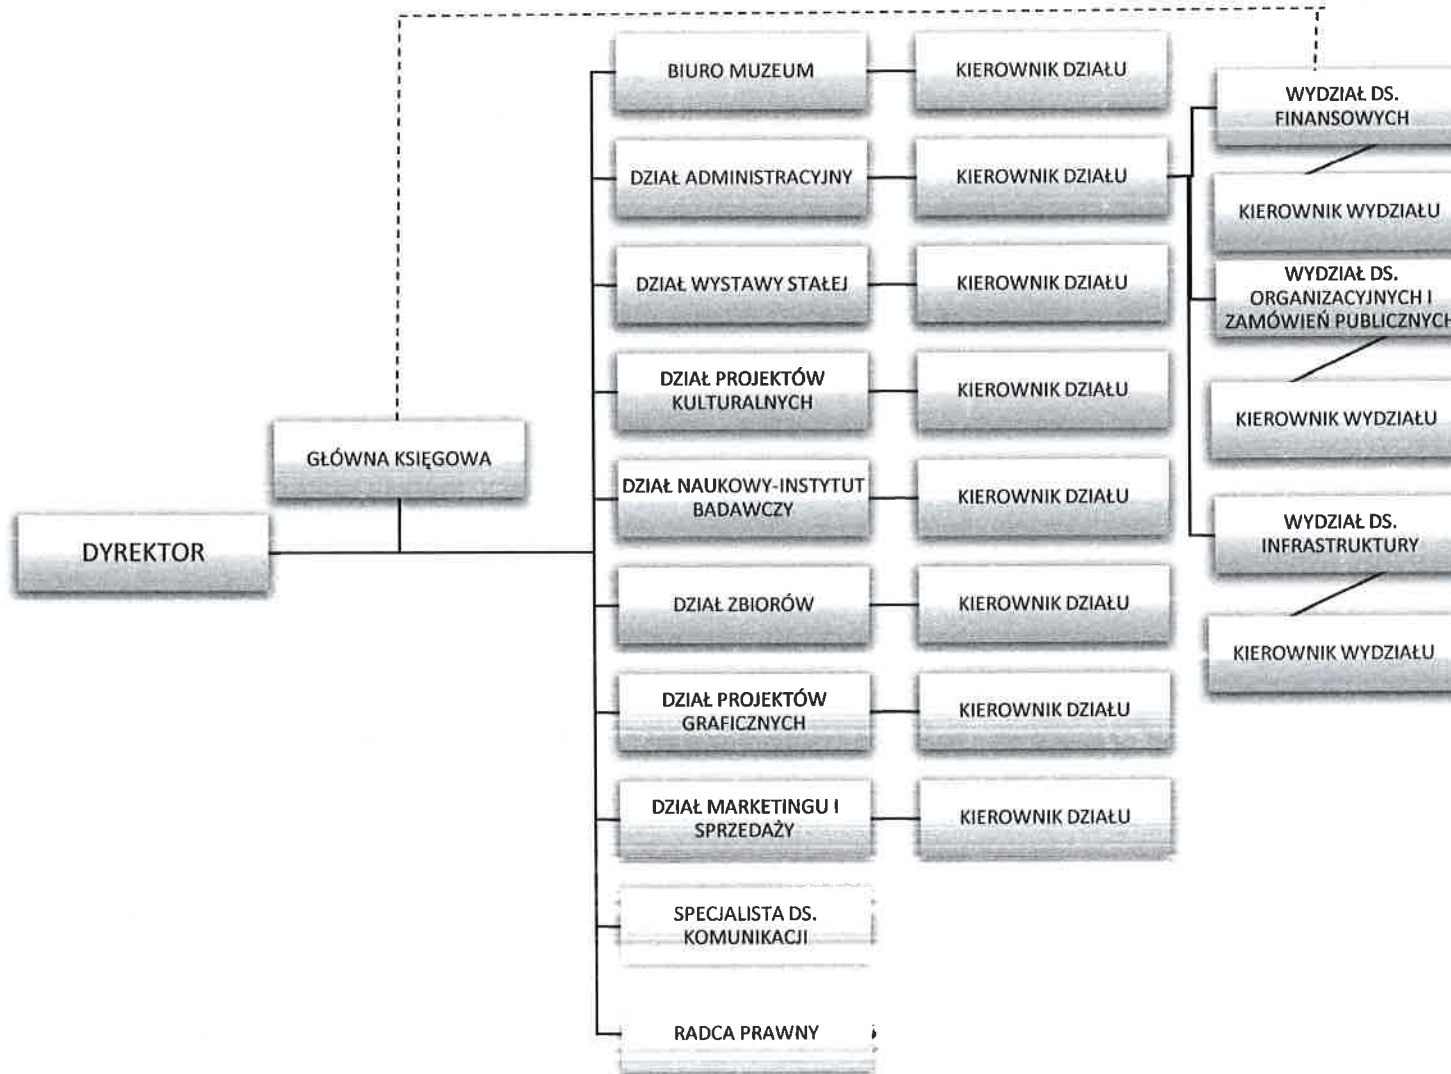 BIURO MUZEUM
KIEROWNIK DZIAŁU
WYDZIAŁ DS.
FINANSOWYCH
DZIAŁ ADMINISTRACYJNY
KIEROWNIK DZIAŁU
KIEROWNIK WYDZIAŁU
DZIAŁ WYSTAWY STAŁEJ
KIEROWNIK DZIAŁU
WYDZIAŁ DS.
ORGANIZACYJNYCH I
ZAMÓWIEŃ PUBLICZNYCH
DZIAŁ PROJEKTÓW
KULTURALNYCH
KIEROWNIK DZIAŁU
KIEROWNIK WYDZIAŁU
GŁÓWNA KSIĘGOWA
DZIAŁ NAUKOWY-INSTYTUT
BADAWCZY
KIEROWNIK DZIAŁU
WYDZIAŁ DS.
INFRASTRUKTURY
DYREKTOR
DZIAŁ ZBIORÓW
KIEROWNIK DZIAŁU
KIEROWNIK WYDZIAŁU
DZIAŁ PROJEKTÓW
GRAFICZNYCH
KIEROWNIK DZIAŁU
DZIAŁ MARKETINGU I
SPRZEDAŻY
KIEROWNIK DZIAŁU
SPECJALISTA DS.
KOMUNIKACJI
RADCA PRAWNY